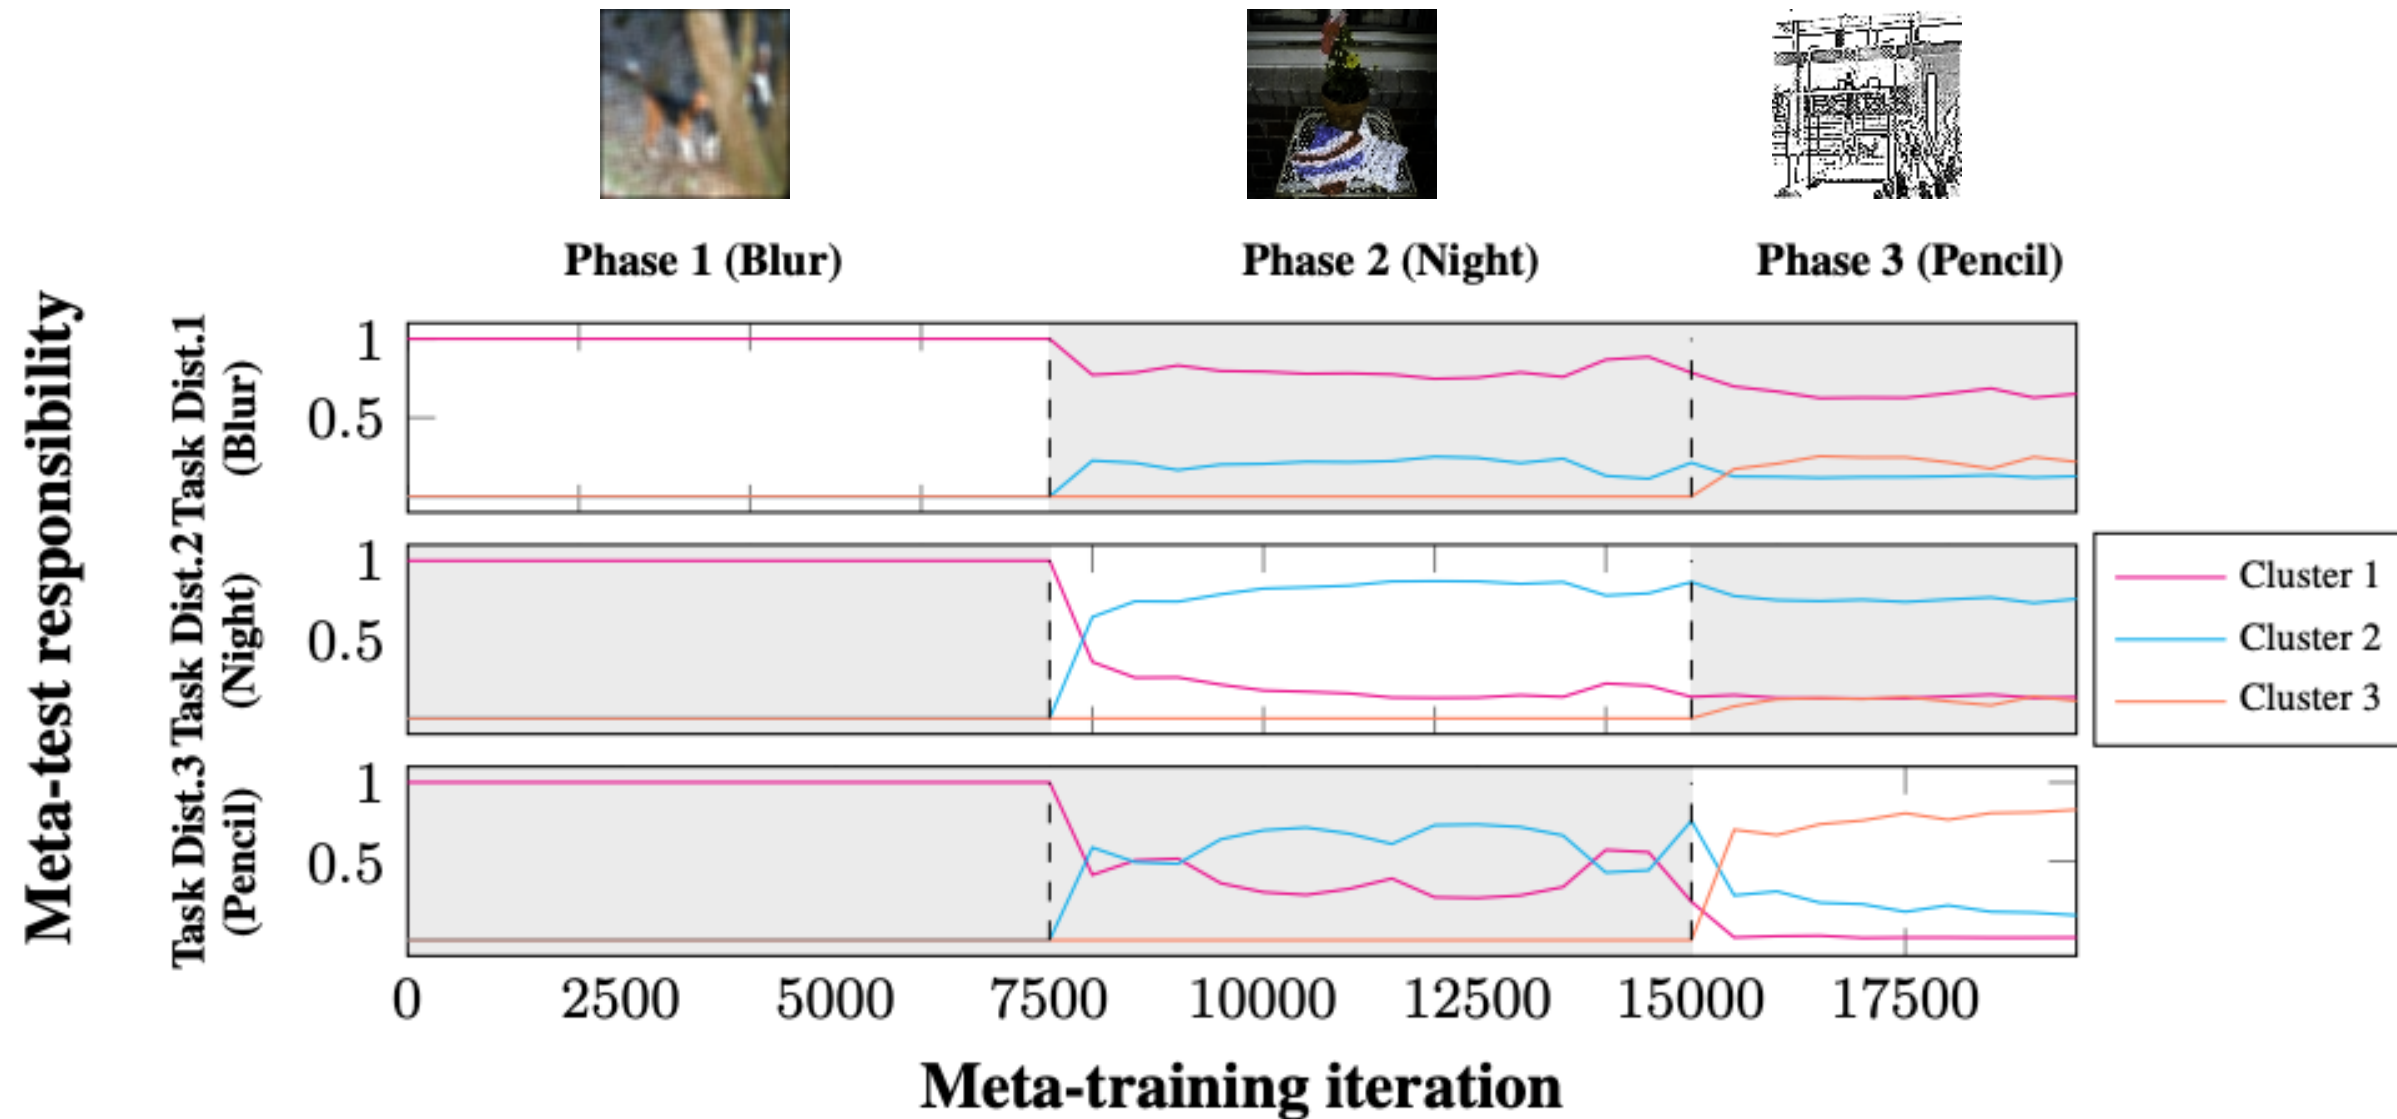 Phase 1 (Blur)
Phase 2 (Night)
Phase 3 (Pencil)
Meta-test responsibility
Task Dist.1
(Blur)
1
0.5
Task Dist.2
(Night)
1
0.5
Task Dist.3
(Pencil)
1
0.5
Cluster 1
Cluster 2
Cluster 3
0 2500 5000 7500 10000 12500 15000 17500
Meta-training iteration